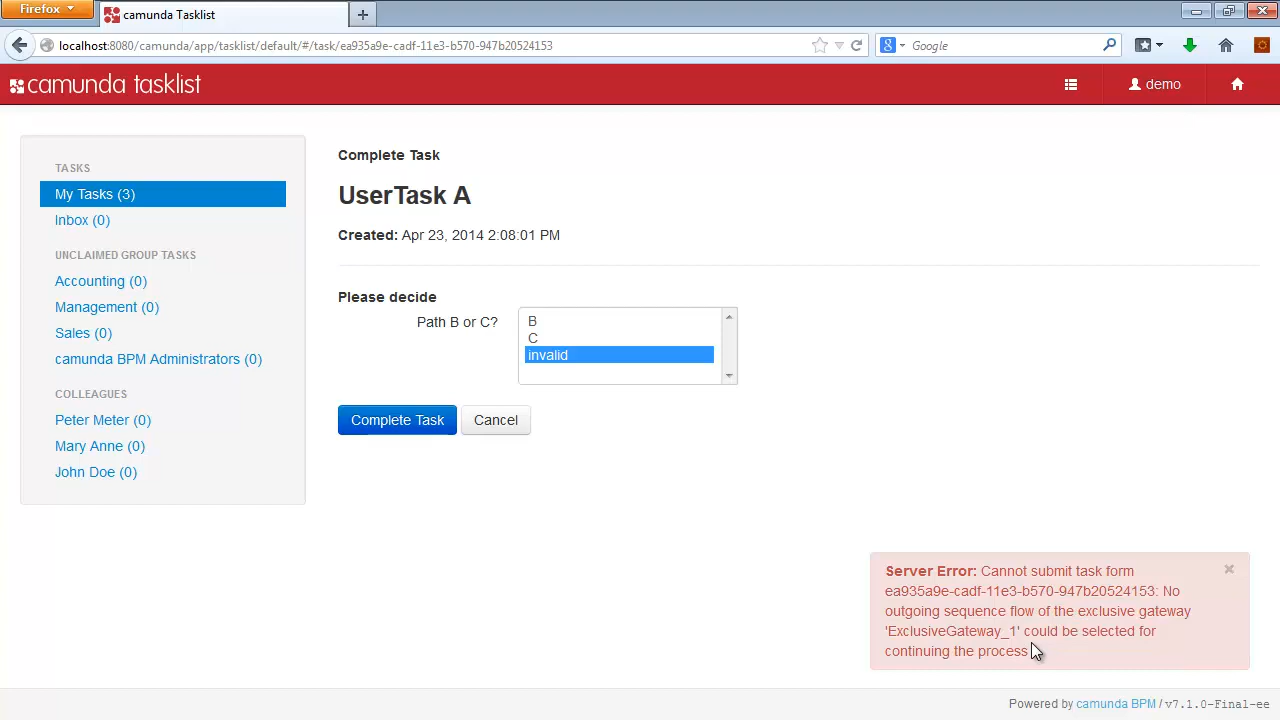 Firefox
camunda Tasklist
localhost:8080/camunda/app/tasklist/default/#/task/ea935a9e-cadf-11e3-b570-947b20524153
Google
camunda tasklist
demo
TASKS
My Tasks (3)
Inbox (0)
UNCLAIMED GROUP TASKS
Accounting (0)
Management (0)
Sales (0)
camunda BPM Administrators (0)
COLLEAGUES
Peter Meter (0)
Mary Anne (0)
John Doe (0)
Complete Task
UserTask A
Created: Apr 23, 2014 2:08:01 PM
Please decide
Path B or C?
B
C
invalid
Complete Task
Cancel
Server Error: Cannot submit task form
ea935a9e-cadf-11e3-b570-947b20524153: No
outgoing sequence flow of the exclusive gateway
'ExclusiveGateway_1' could be selected for
continuing the process
Powered by camunda BPM / v7.1.0-Final-ee